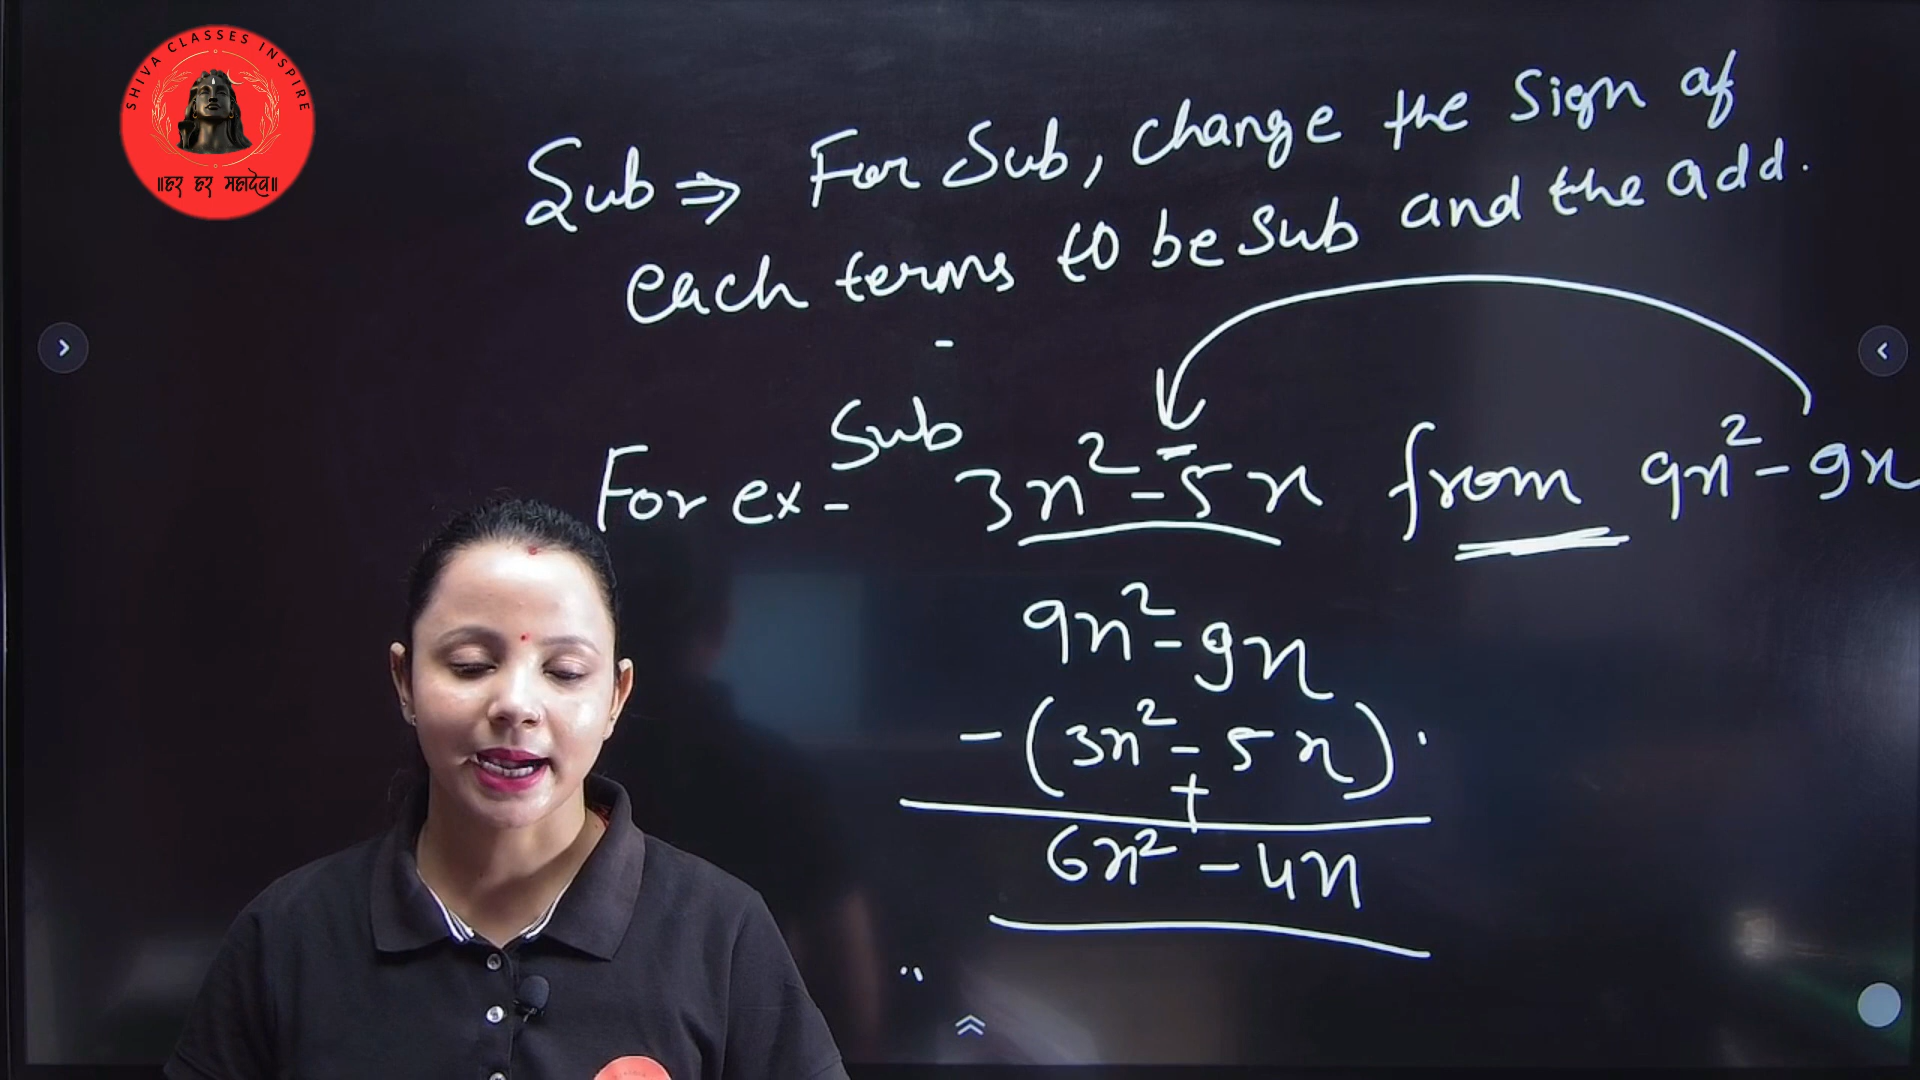 SHIVA CLASSES INSPIRE
॥हर हर महादेव॥
Sub ⇒ For Sub, change the Sign of
each terms to be Sub and the add.
For ex - Sub 3x² - 5x from 9x² - 9x
9x² - 9x
- (3x² - 5x)
+
6x² - 4x